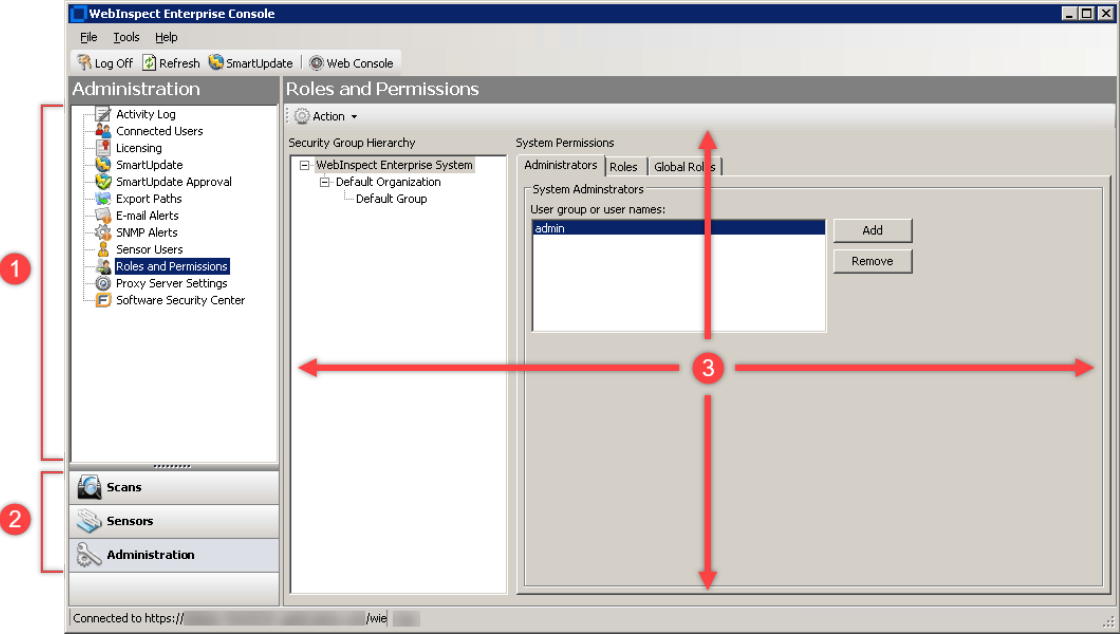 WebInspect Enterprise Console
File Tools Help
Log Off Refresh SmartUpdate Web Console
Administration
Activity Log
Connected Users
Licensing
SmartUpdate
SmartUpdate Approval
Export Paths
E-mail Alerts
SNMP Alerts
Sensor Users
Roles and Permissions
Proxy Server Settings
Software Security Center
1
Scans
Sensors
Administration
2
Roles and Permissions
Action
Security Group Hierarchy
WebInspect Enterprise System
Default Organization
Default Group
System Permissions
Administrators Roles Global Roles
System Adminstrators
User group or user names:
admin
Add
Remove
3
Connected to https:// /wie